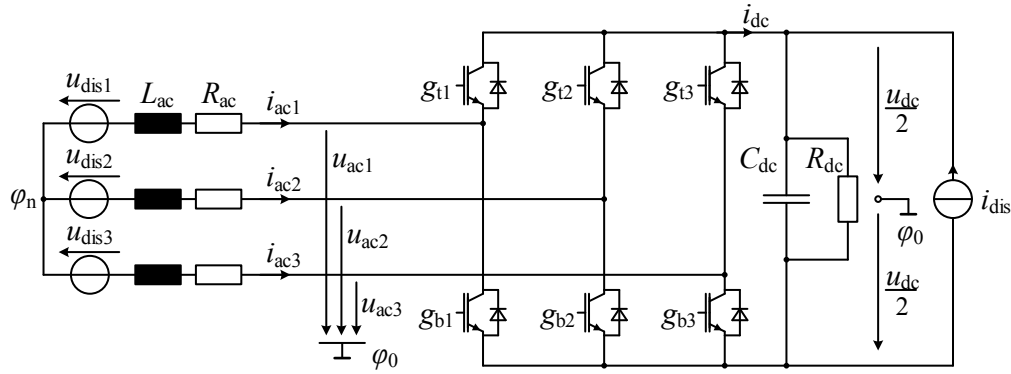 i_dc
u_dis1
L_ac
R_ac
i_ac1
g_t1
g_t2
g_t3
u_dc
2
u_dis2
i_ac2
u_ac1
C_dc
R_dc
φ_n
u_dis3
i_ac3
u_ac2
φ_0
i_dis
u_ac3
g_b1
g_b2
g_b3
u_dc
2
φ_0